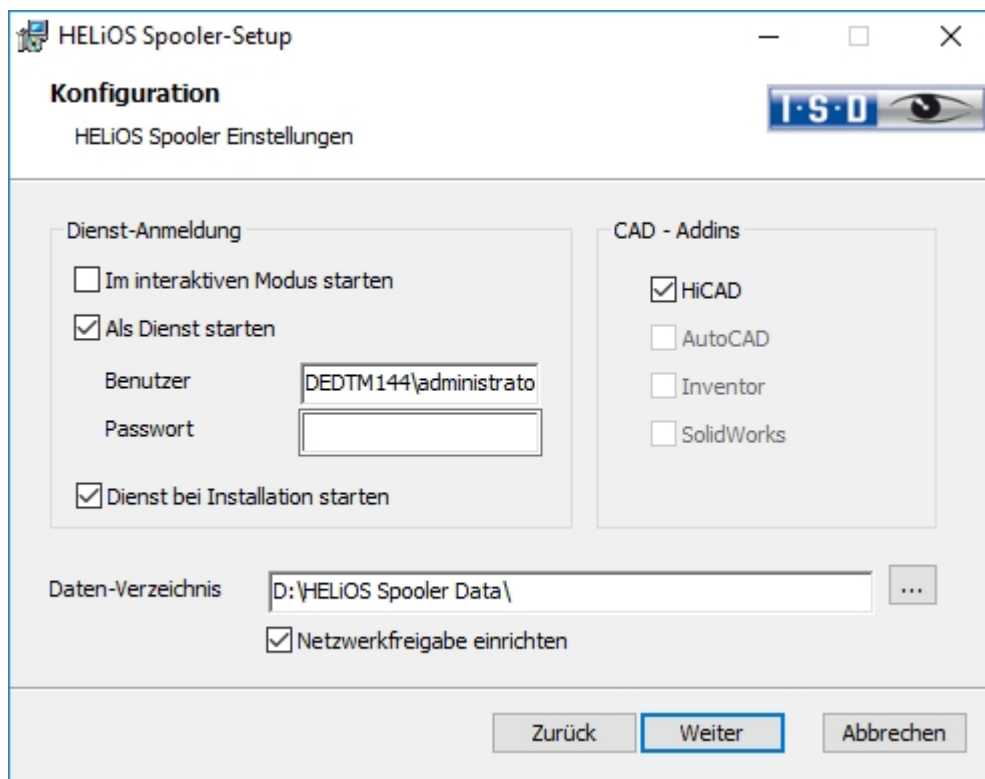 HELiOS Spooler-Setup
Konfiguration
HELiOS Spooler Einstellungen
I·S·D
Dienst-Anmeldung
Im interaktiven Modus starten
Als Dienst starten
Benutzer
DEDTM144\administrato
Passwort
Dienst bei Installation starten
CAD - Addins
HiCAD
AutoCAD
Inventor
SolidWorks
Daten-Verzeichnis
D:\HELiOS Spooler Data\
...
Netzwerkfreigabe einrichten
Zurück
Weiter
Abbrechen